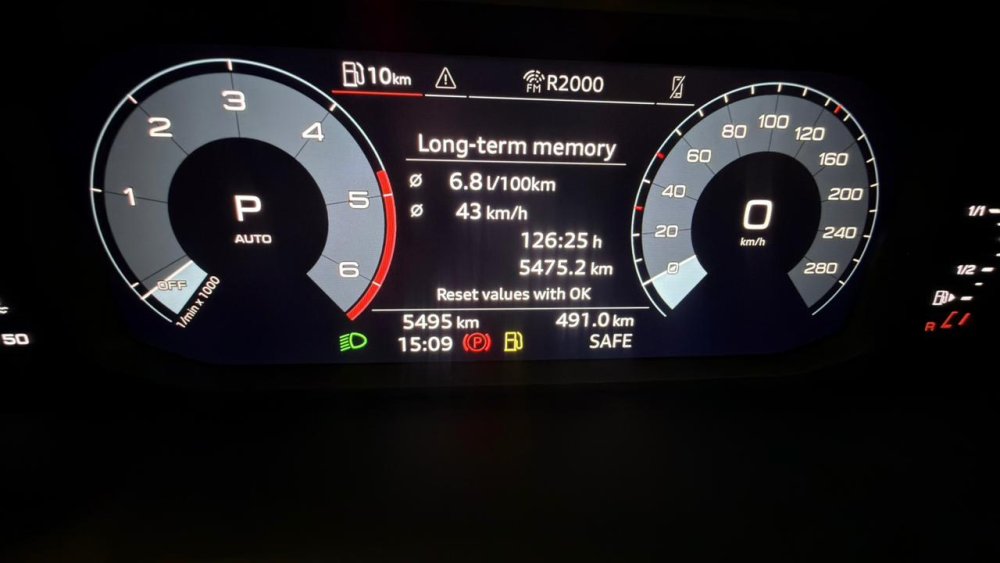 10km
FM R2000
Long-term memory
Ø 6.8 l/100km
Ø 43 km/h
126:25 h
5475.2 km
Reset values with OK
5495 km 491.0 km
15:09 P SAFE
OFF 1 2 3 4 5 6
1/min x 1000
P
AUTO
0 20 40 60 80 100 120 160 200 240 280
0
km/h
50
1/1
1/2
R